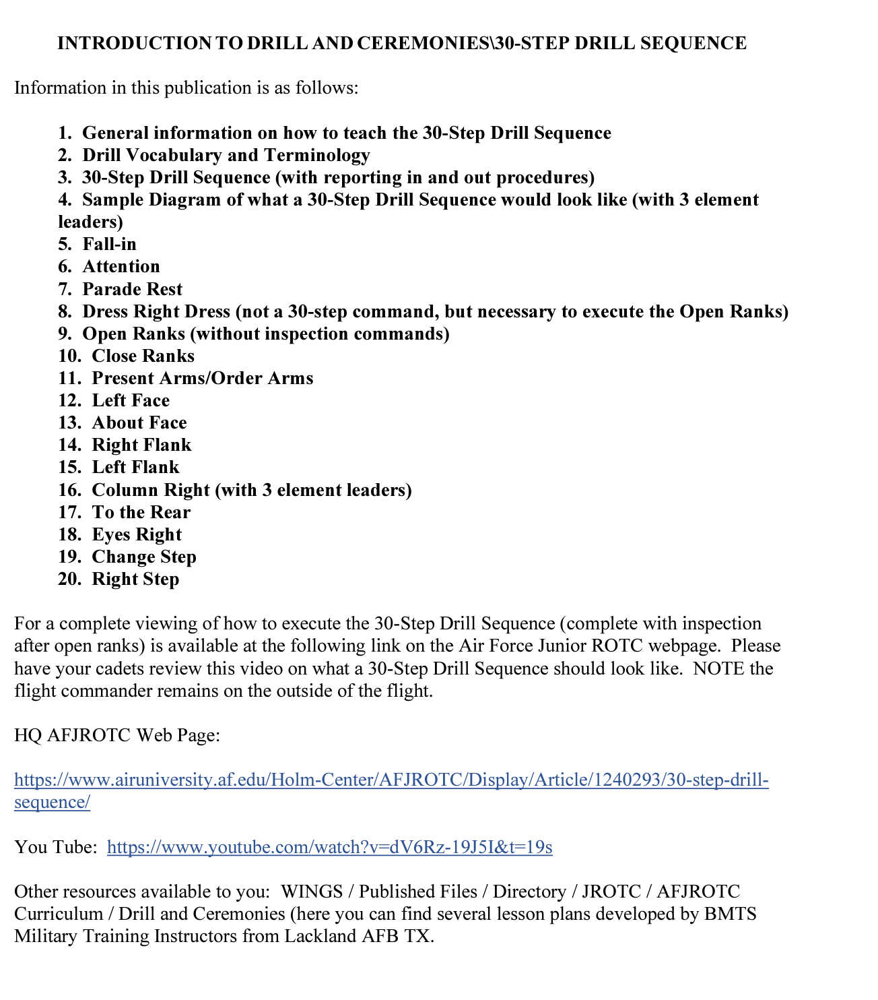 INTRODUCTION TO DRILL AND CEREMONIES\30-STEP DRILL SEQUENCE
Information in this publication is as follows:
1. General information on how to teach the 30-Step Drill Sequence
2. Drill Vocabulary and Terminology
3. 30-Step Drill Sequence (with reporting in and out procedures)
4. Sample Diagram of what a 30-Step Drill Sequence would look like (with 3 element
leaders)
5. Fall-in
6. Attention
7. Parade Rest
8. Dress Right Dress (not a 30-step command, but necessary to execute the Open Ranks)
9. Open Ranks (without inspection commands)
10. Close Ranks
11. Present Arms/Order Arms
12. Left Face
13. About Face
14. Right Flank
15. Left Flank
16. Column Right (with 3 element leaders)
17. To the Rear
18. Eyes Right
19. Change Step
20. Right Step
For a complete viewing of how to execute the 30-Step Drill Sequence (complete with inspection
after open ranks) is available at the following link on the Air Force Junior ROTC webpage. Please
have your cadets review this video on what a 30-Step Drill Sequence should look like. NOTE the
flight commander remains on the outside of the flight.
HQ AFJROTC Web Page:
https://www.airuniversity.af.edu/Holm-Center/AFJROTC/Display/Article/1240293/30-step-drill-
sequence/
You Tube: https://www.youtube.com/watch?v=dV6Rz-19J5I&t=19s
Other resources available to you: WINGS / Published Files / Directory / JROTC / AFJROTC
Curriculum / Drill and Ceremonies (here you can find several lesson plans developed by BMTS
Military Training Instructors from Lackland AFB TX.